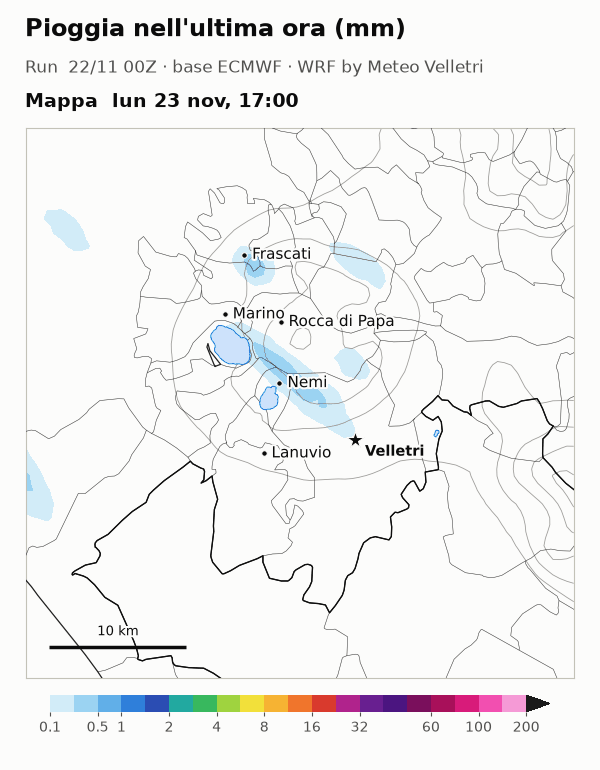 Pioggia nell'ultima ora (mm)
Run  22/11 00Z · base ECMWF · WRF by Meteo Velletri
Mappa  lun 23 nov, 17:00
Frascati
Marino
Rocca di Papa
Nemi
Velletri
Lanuvio
10 km
0.1 0.5 1 2 4 8 16 32 60 100 200